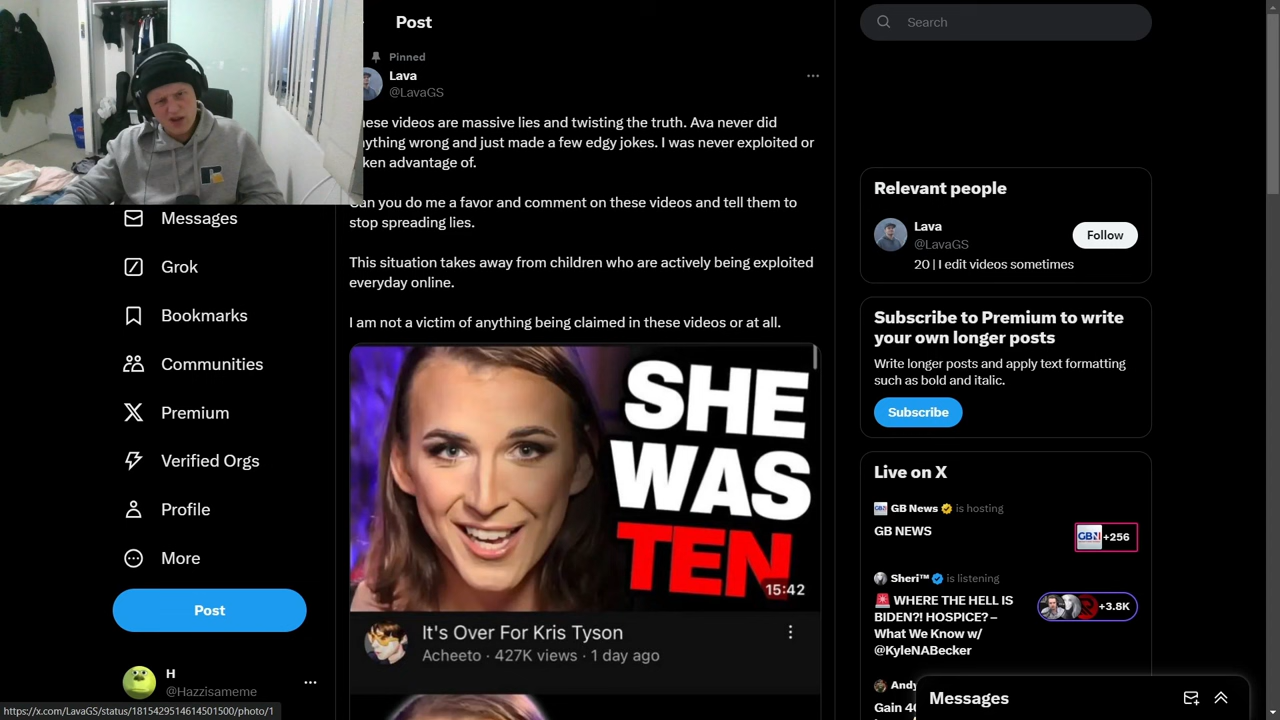 Post
Search
Pinned
Lava
@LavaGS
ese videos are massive lies and twisting the truth. Ava never did
ything wrong and just made a few edgy jokes. I was never exploited or
ken advantage of.
an you do me a favor and comment on these videos and tell them to
stop spreading lies.
This situation takes away from children who are actively being exploited
everyday online.
I am not a victim of anything being claimed in these videos or at all.
SHE
WAS
TEN
15:42
It's Over For Kris Tyson
Acheeto · 427K views · 1 day ago
Messages
Grok
Bookmarks
Communities
Premium
Verified Orgs
Profile
More
Post
H
@Hazzisameme
https://x.com/LavaGS/status/1815429514614501500/photo/1
Relevant people
Lava
@LavaGS
Follow
20 | I edit videos sometimes
Subscribe to Premium to write
your own longer posts
Write longer posts and apply text formatting
such as bold and italic.
Subscribe
Live on X
GB News is hosting
GB NEWS
GBN +256
Sheri™ is listening
🚨 WHERE THE HELL IS
BIDEN?! HOSPICE? –
What We Know w/
@KyleNABecker
+3.8K
Andy
Gain 4
Messages